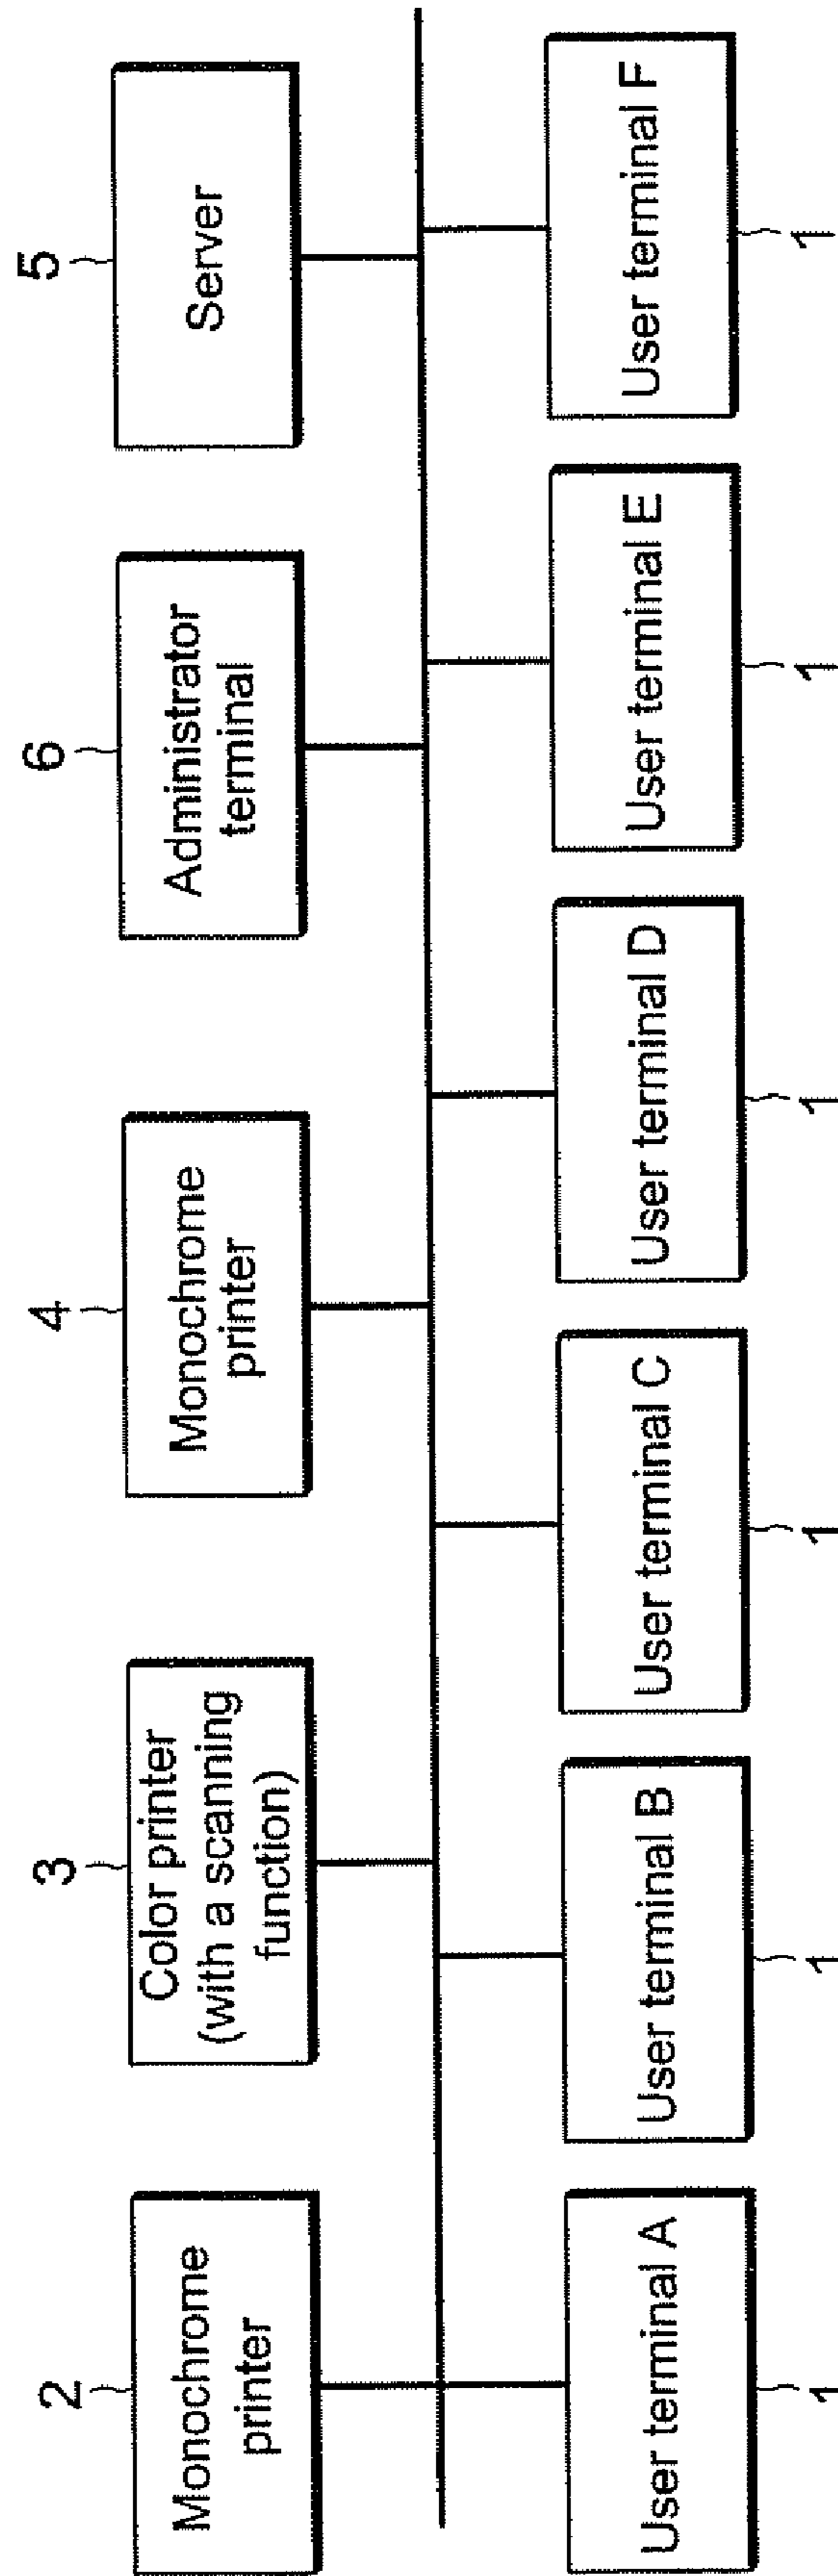 2
Monochrome
printer
3
Color printer
(with a scanning
function)
4
Monochrome
printer
6
Administrator
terminal
5
Server
User terminal A
1
User terminal B
1
User terminal C
1
User terminal D
1
User terminal E
1
User terminal F
1